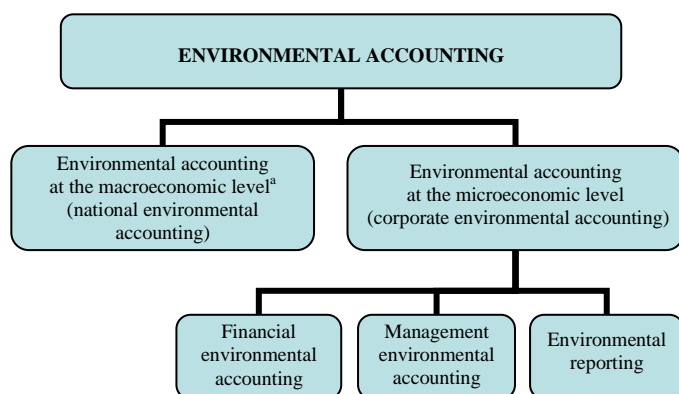 ENVIRONMENTAL ACCOUNTING
Environmental accounting
at the macroeconomic levelᵃ
(national environmental
accounting)
Environmental accounting
at the microeconomic level
(corporate environmental accounting)
Financial
environmental
accounting
Management
environmental
accounting
Environmental
reporting